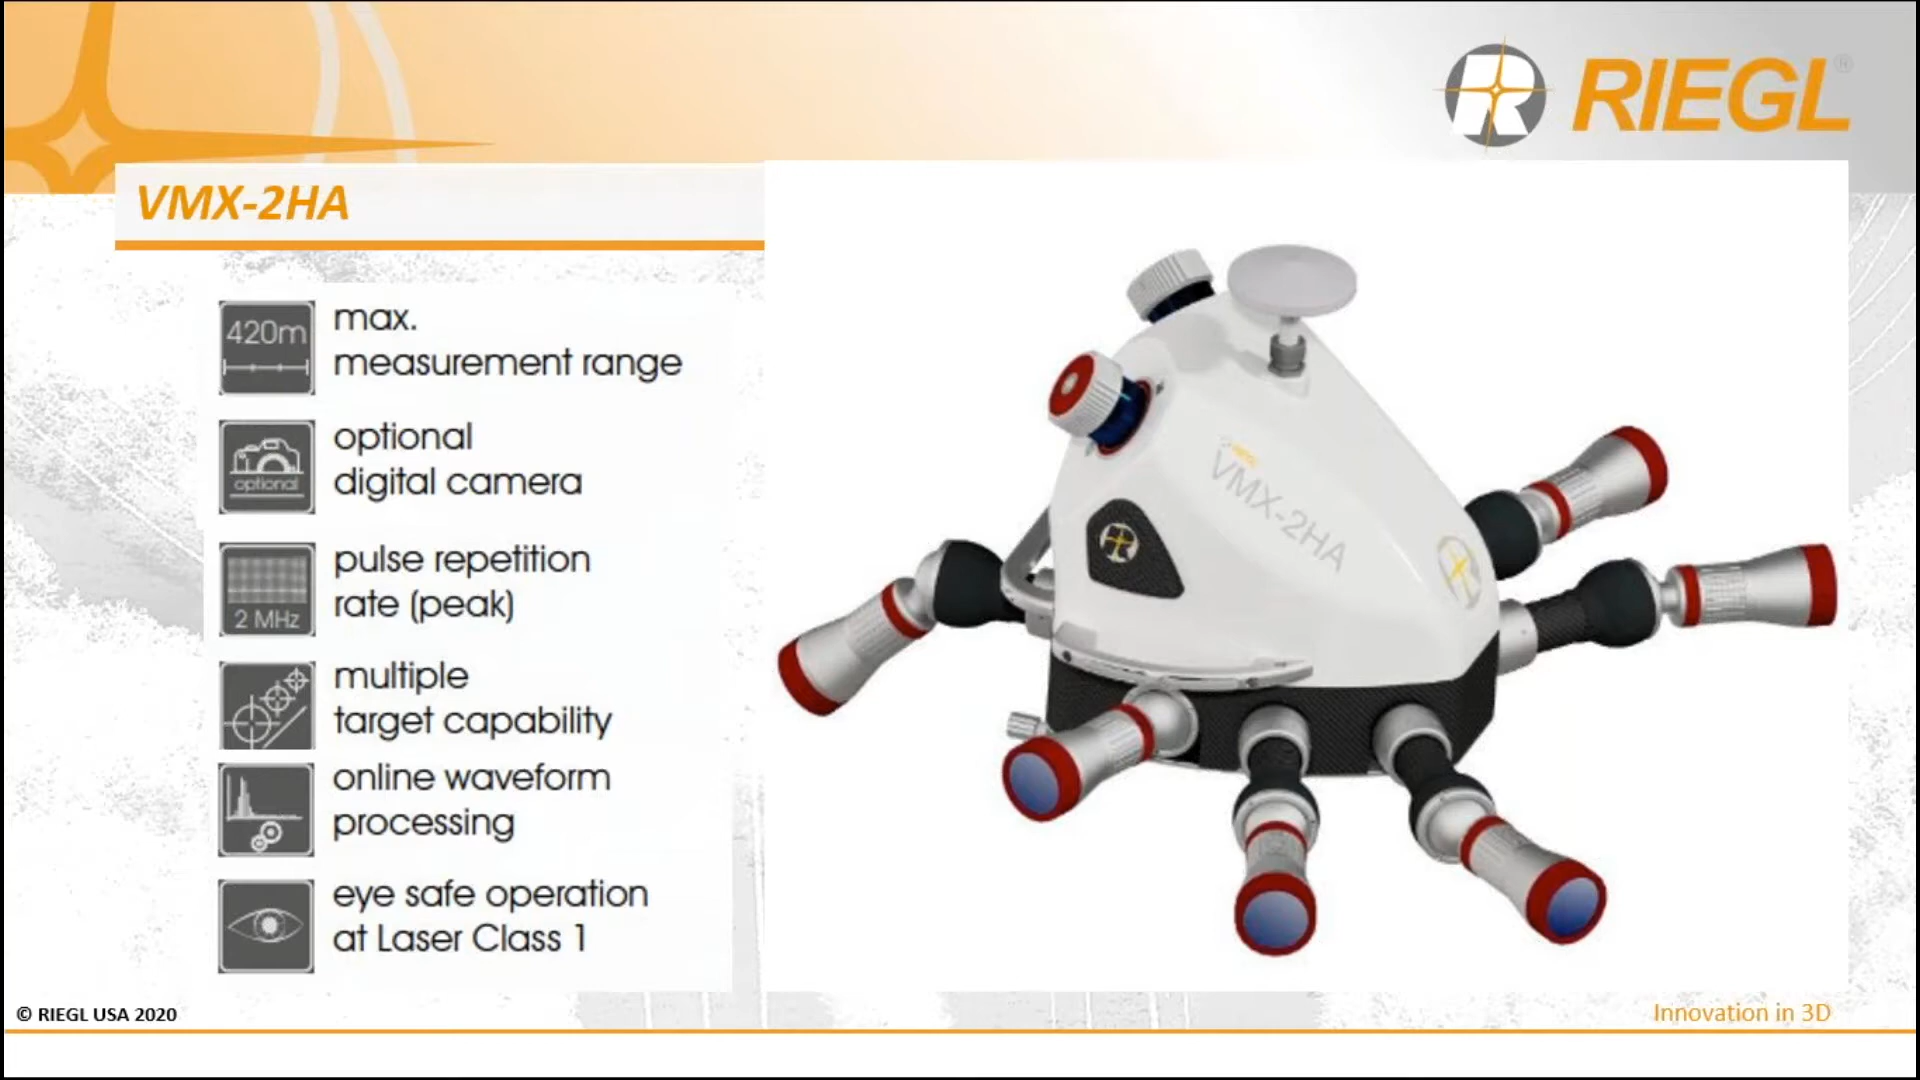 RIEGL®
VMX-2HA
420m
max.
measurement range
optional
optional
digital camera
2 MHz
pulse repetition
rate (peak)
multiple
target capability
online waveform
processing
eye safe operation
at Laser Class 1
RIEGL
VMX-2HA
© RIEGL USA 2020
Innovation in 3D